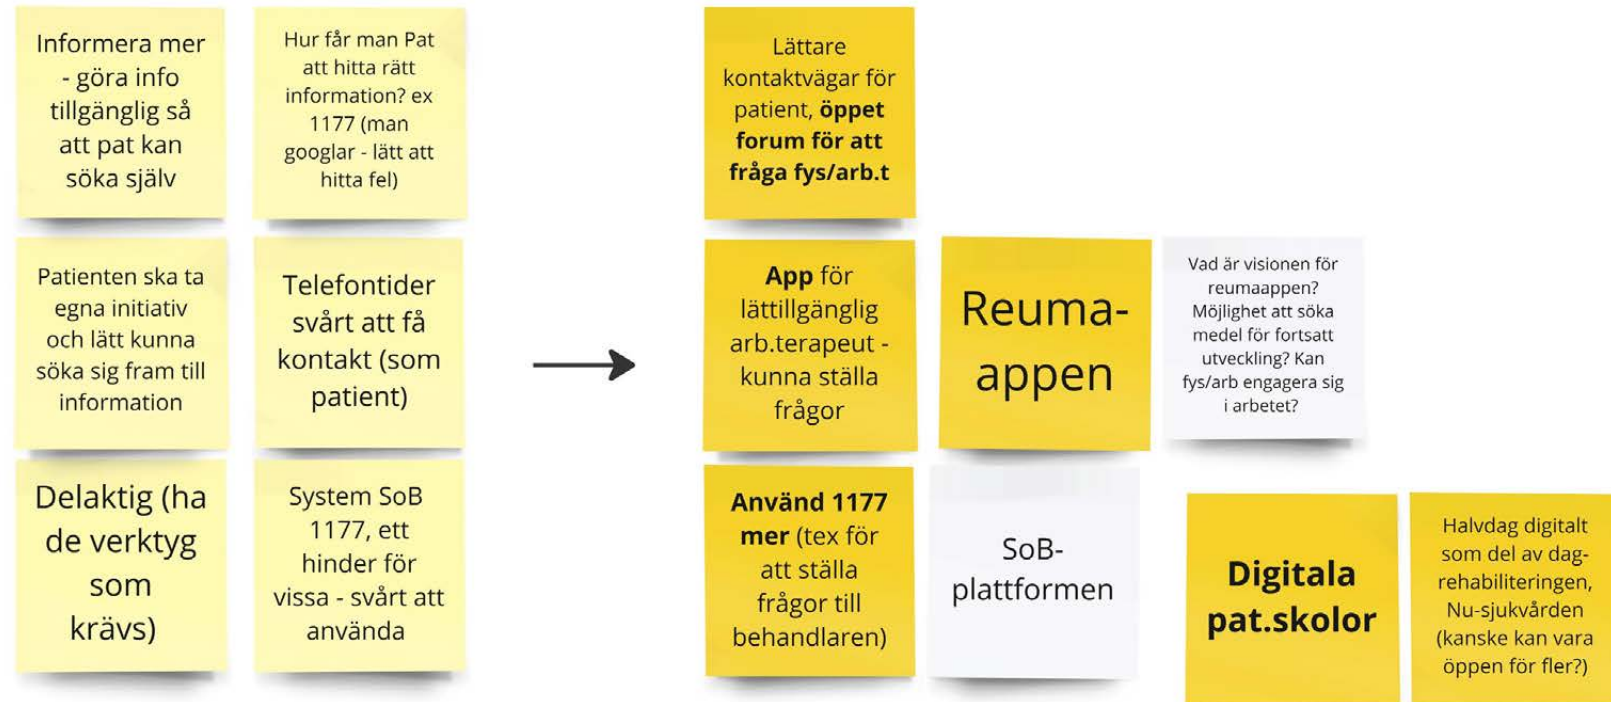 Informera mer
- göra info
tillgänglig så
att pat kan
söka själv
Hur får man Pat
att hitta rätt
information? ex
1177 (man
googlar - lätt att
hitta fel)
Patienten ska ta
egna initiativ
och lätt kunna
söka sig fram till
information
Telefontider
svårt att få
kontakt (som
patient)
Delaktig (ha
de verktyg
som
krävs)
System SoB
1177, ett
hinder för
vissa - svårt att
använda
Lättare
kontaktvägar för
patient, öppet
forum för att
fråga fys/arb.t
App för
lättillgänglig
arb.terapeut -
kunna ställa
frågor
Reuma-
appen
Vad är visionen för
reumaappen?
Möjlighet att söka
medel för fortsatt
utveckling? Kan
fys/arb engagera sig
i arbetet?
Använd 1177
mer (tex för
att ställa
frågor till
behandlaren)
SoB-
plattformen
Digitala
pat.skolor
Halvdag digitalt
som del av dag-
rehabiliteringen,
Nu-sjukvården
(kanske kan vara
öppen för fler?)